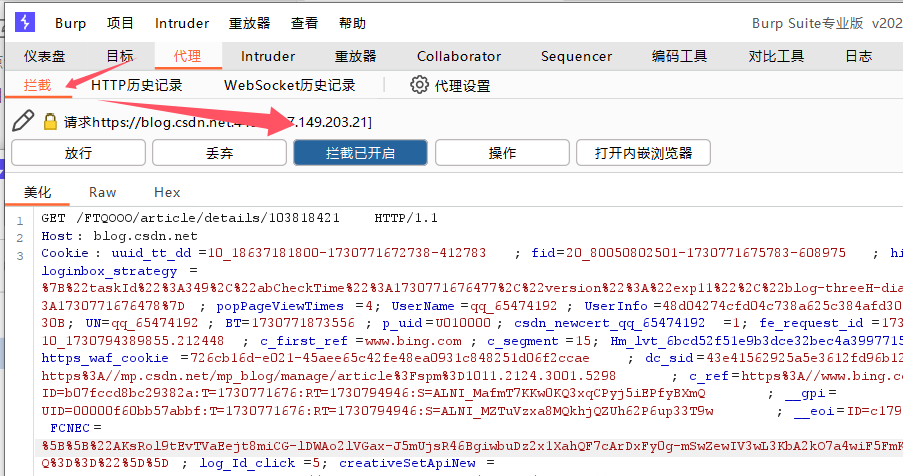 Burp 项目 Intruder 重放器 查看 帮助 Burp Suite专业版 v202
仪表盘 目标 代理 Intruder 重放器 Collaborator Sequencer 编码工具 对比工具 日志
拦截 HTTP历史记录 WebSocket历史记录 代理设置
请求https://blog.csdn.net:4 7.149.203.21]
放行 丢弃 拦截已开启 操作 打开内嵌浏览器
美化 Raw Hex
1 GET /FTQOOO/article/details/103818421 HTTP/1.1
2 Host: blog.csdn.net
3 Cookie: uuid_tt_dd=10_18637181800-1730771672738-412783 ; fid=20_80050802501-1730771675783-608975 ; hi
loginbox_strategy =
%7B%22taskId%22%3A349%2C%22abCheckTime%22%3A1730771676477%2C%22version%22%3A%22exp11%22%2C%22blog-threeH-dia
3A1730771676478%7D ; popPageViewTimes =4; UserName=qq_65474192 ; UserInfo=48d04274cfd04c738a625c384afd30
30B; UN=qq_65474192 ; BT=1730771873556 ; p_uid=U010000; csdn_newcert_qq_65474192 =1; fe_request_id=173
10_1730794389855.212448 ; c_first_ref=www.bing.com ; c_segment=15; Hm_lvt_6bcd52f51e9b3dce32bec4a3997715
https_waf_cookie =726cb16d-e021-45aee65c42fe48ea0931c848251d06f2ccae ; dc_sid=43e41562925a5e3612fd96b12
https%3A//mp.csdn.net/mp_blog/manage/article%3Fspm%3D1011.2124.3001.5298 ; c_ref=https%3A//www.bing.co
ID=b07fccd8bc29382a:T=1730771676:RT=1730794946:S=ALNI_MafmT7KKwOKQ3xqCPyj5iEPfyBXmQ ; __gpi=
UID=00000f60bb57abbf:T=1730771676:RT=1730794946:S=ALNI_MZTuVzxa8MQkhjQZUh62P6up33T9w ; __eoi=ID=c179
FCNEC=
%5B%5B%22AKsRol9tEvTVaEejt8miCG-lDWAo2lVGax-J5mUjsR46BgiwbuDz2x1XahQF7cArDxFyOg-mSwZewIV3wL3KbA2kO7a4wiF5FmK
Q%3D%3D%22%5D%5D ; log_Id_click=5; creativeSetApiNew =